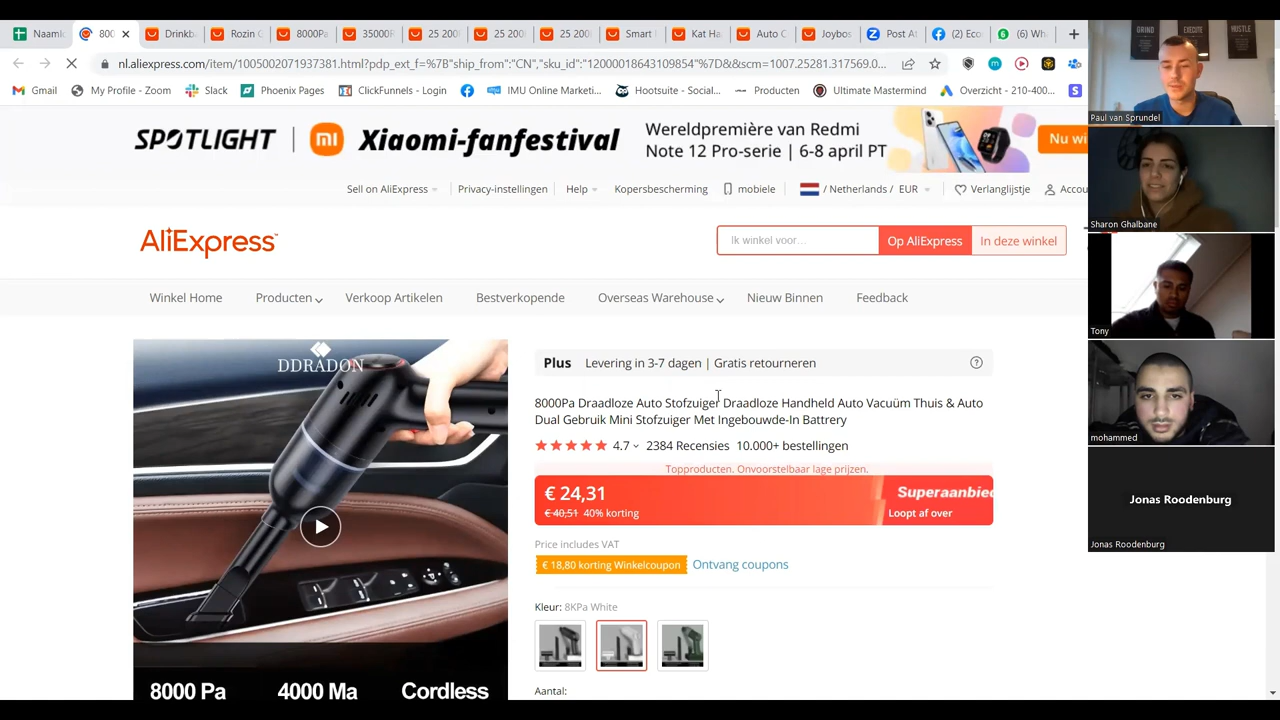 Naamlo
800
Drinkb
Rozin G
8000Pa
35000R
25 200
25 200
25 200
Smart
Kat Ha
Auto C
Joybos
Post Af
(2) Eco
(6) Wh
nl.aliexpress.com/item/1005002071937381.html?pdp_ext_f=%7B"ship_from":"CN","sku_id":"12000018643109854"%7D&&scm=1007.25281.317569.0...
Gmail
My Profile - Zoom
Slack
Phoenix Pages
ClickFunnels - Login
IMU Online Marketi...
Hootsuite - Social...
Producten
Ultimate Mastermind
Overzicht - 210-400...
SPOTLIGHT | Xiaomi-fanfestival
Wereldpremière van Redmi
Note 12 Pro-serie | 6-8 april PT
Nu wi
Sell on AliExpress
Privacy-instellingen
Help
Kopersbescherming
mobiele
/ Netherlands / EUR
Verlanglijstje
Accou
AliExpress
Ik winkel voor...
Op AliExpress
In deze winkel
Winkel Home
Producten
Verkoop Artikelen
Bestverkopende
Overseas Warehouse
Nieuw Binnen
Feedback
DDRADON
8000 Pa
4000 Ma
Cordless
Plus Levering in 3-7 dagen | Gratis retourneren
8000Pa Draadloze Auto Stofzuiger Draadloze Handheld Auto Vacuüm Thuis & Auto
Dual Gebruik Mini Stofzuiger Met Ingebouwde-In Battrery
4.7 2384 Recensies 10.000+ bestellingen
Topproducten. Onvoorstelbaar lage prijzen.
€ 24,31
€ 40,51 40% korting
Superaanbied
Loopt af over
Price includes VAT
€ 18,80 korting Winkelcoupon
Ontvang coupons
Kleur: 8KPa White
Aantal:
GRIND
EXECUTE
HUSTLE
Paul van Sprundel
Sharon Ghalbane
Tony
mohammed
Jonas Roodenburg
Jonas Roodenburg